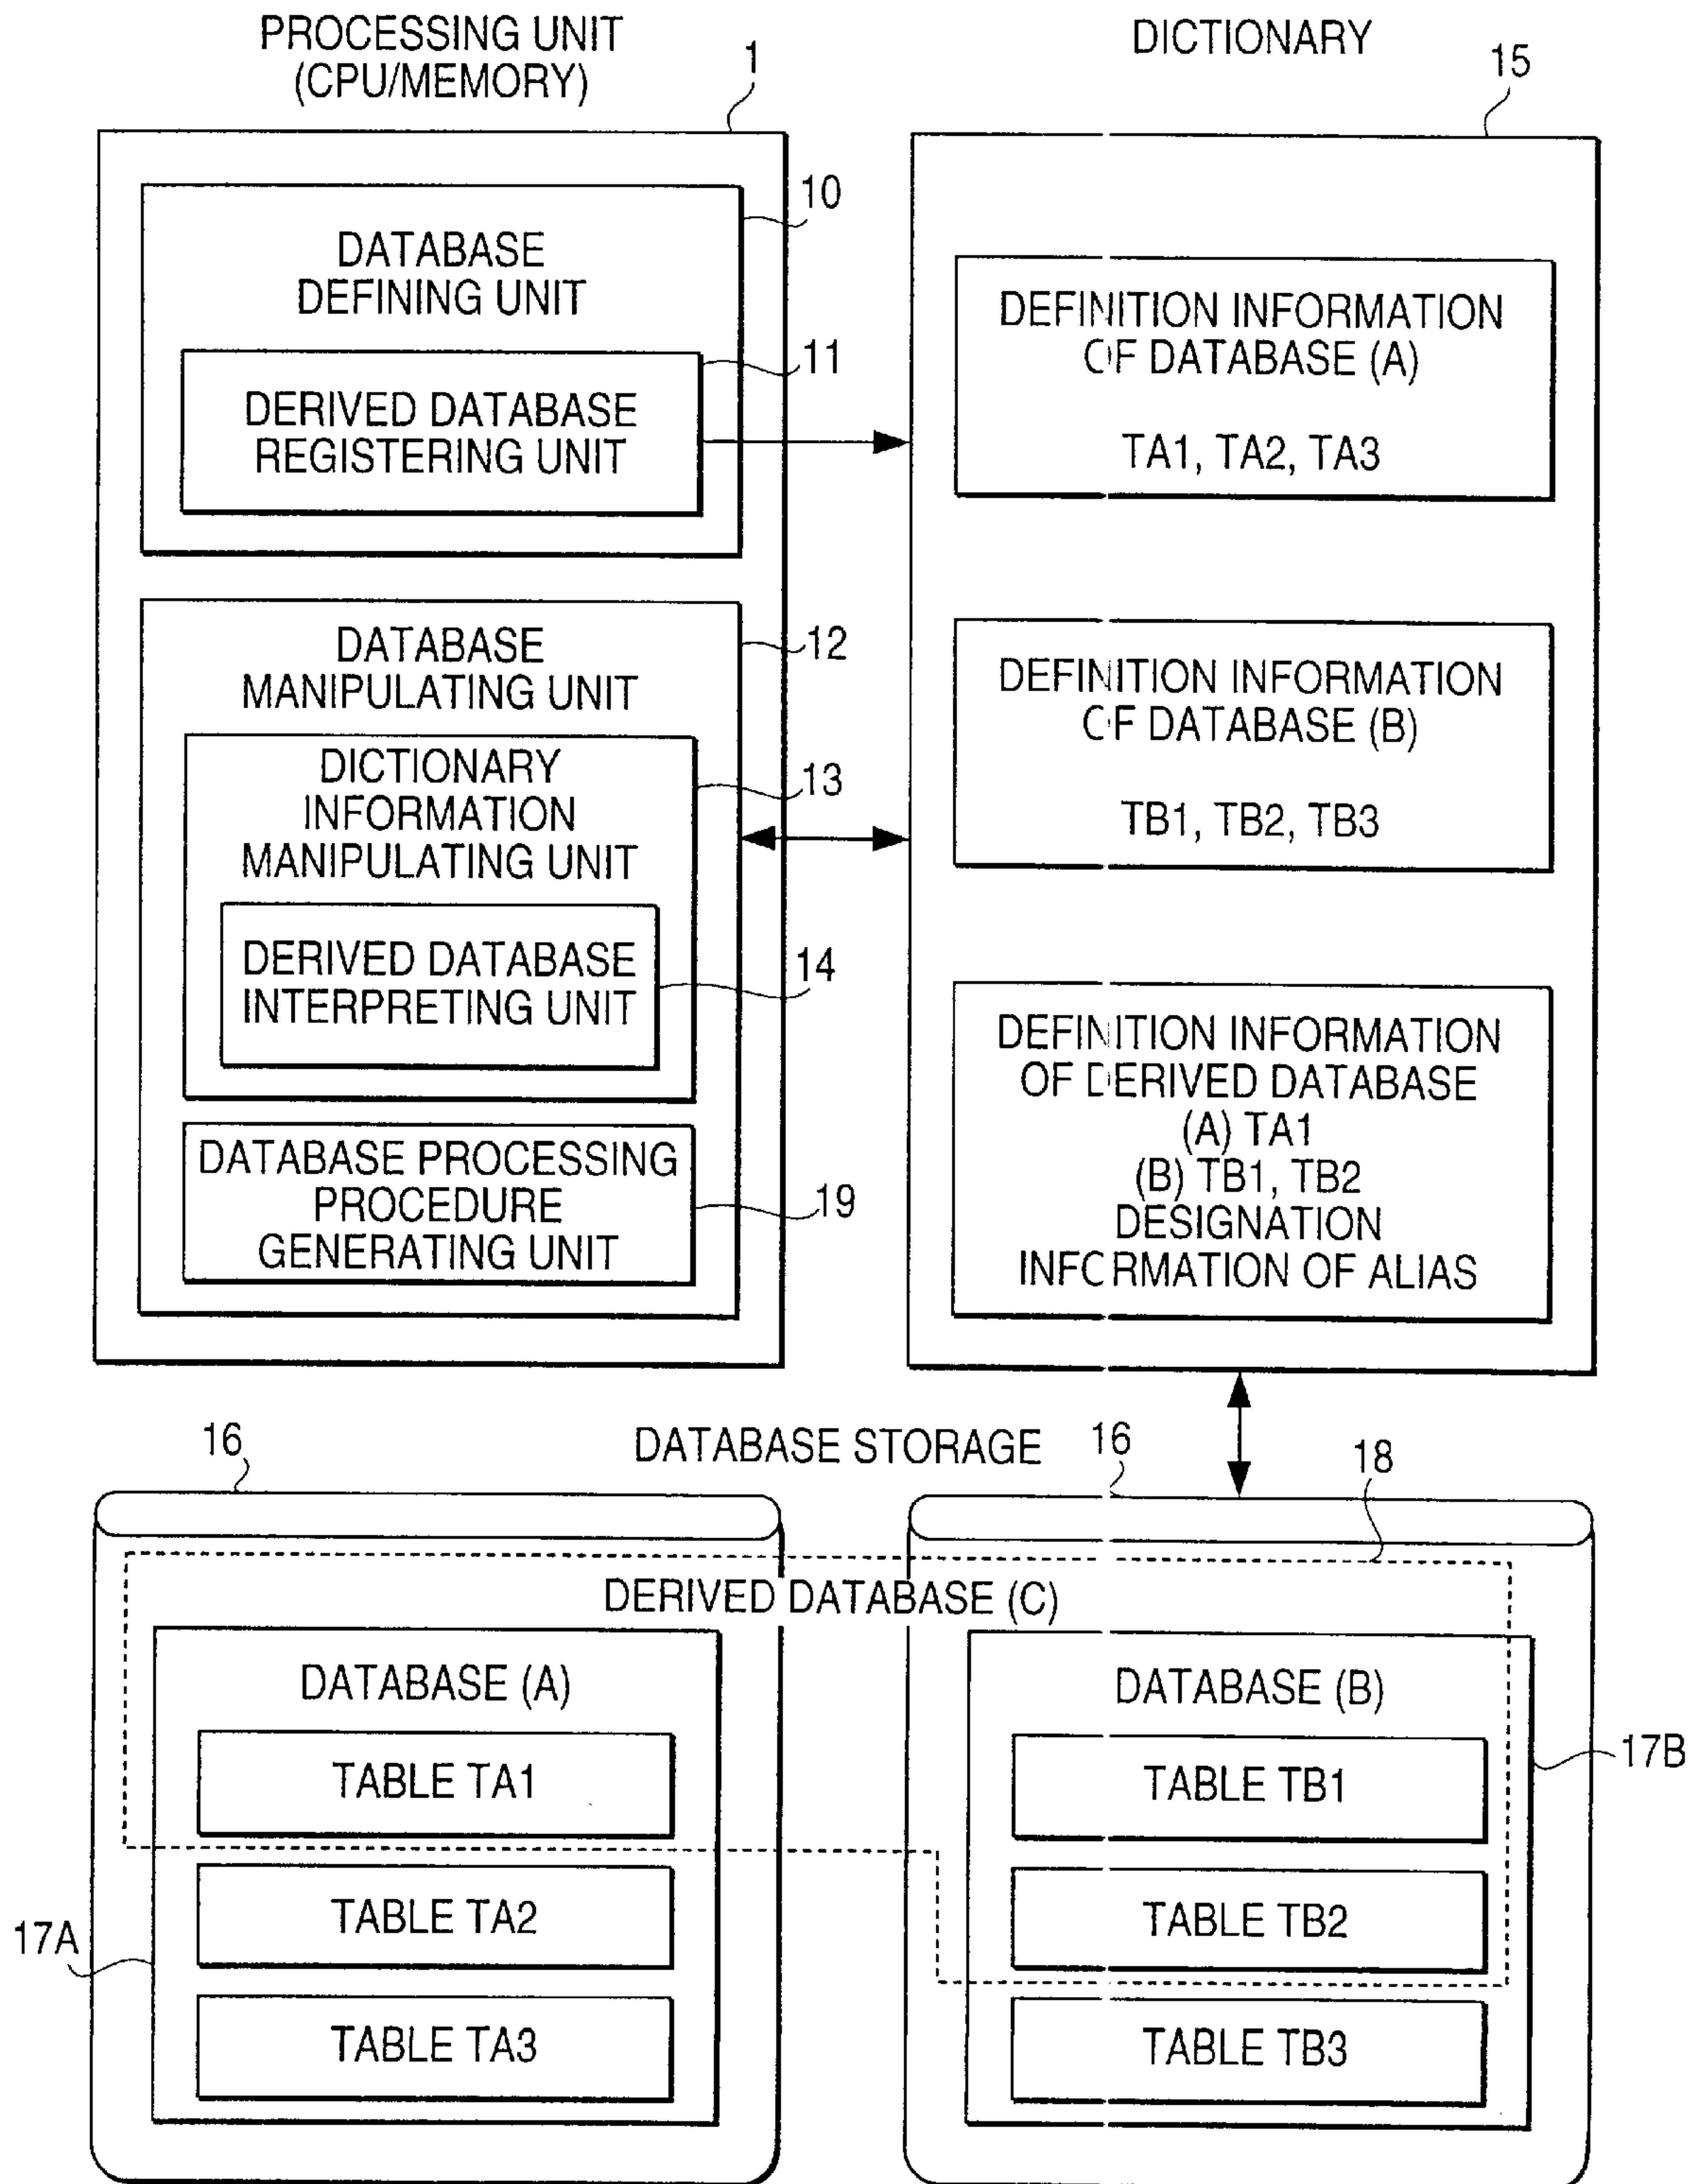 PROCESSING UNIT
(CPU/MEMORY)
1
10
DATABASE
DEFINING UNIT
11
DERIVED DATABASE
REGISTERING UNIT
12
DATABASE
MANIPULATING UNIT
13
DICTIONARY
INFORMATION
MANIPULATING UNIT
14
DERIVED DATABASE
INTERPRETING UNIT
19
DATABASE PROCESSING
PROCEDURE
GENERATING UNIT
DICTIONARY
15
DEFINITION INFORMATION
OF DATABASE (A)
TA1, TA2, TA3
DEFINITION INFORMATION
OF DATABASE (B)
TB1, TB2, TB3
DEFINITION INFORMATION
OF DERIVED DATABASE
(A) TA1
(B) TB1, TB2
DESIGNATION
INFORMATION OF ALIAS
16
DATABASE STORAGE
16
18
DERIVED DATABASE (C)
DATABASE (A)
TABLE TA1
TABLE TA2
TABLE TA3
17A
DATABASE (B)
TABLE TB1
TABLE TB2
TABLE TB3
17B